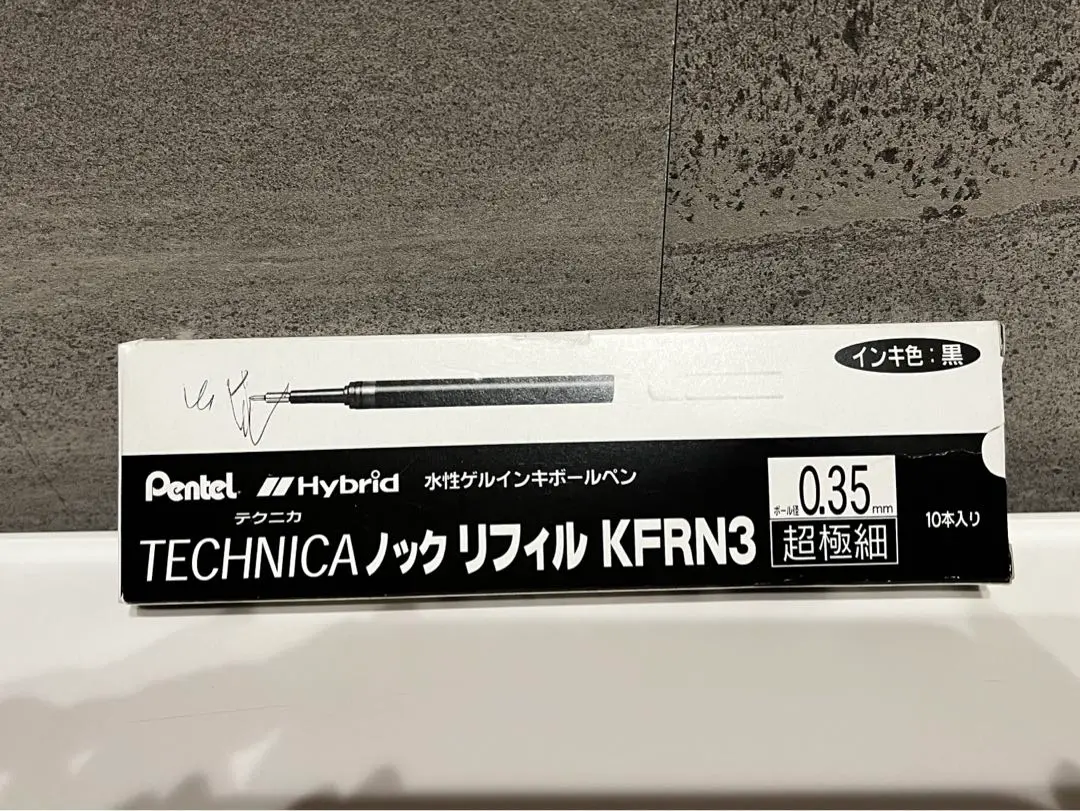 インキ色：黒
Pentel Hybrid 水性ゲルインキボールペン
テクニカ
TECHNICA ノック リフィル KFRN3
ボール径 0.35mm
超極細
10本入り